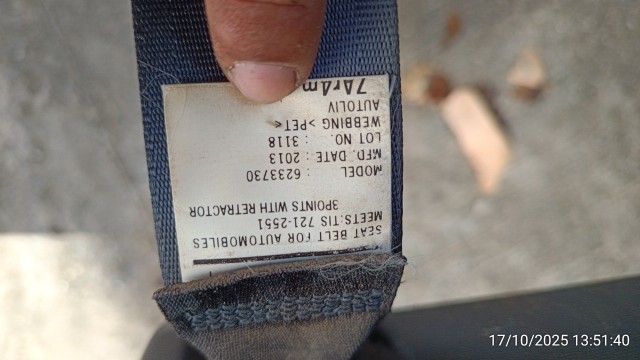 SEAT BELT FOR AUTOMOBILES
MEETS:TIS 721-2551
3POINTS WITH RETRACTOR
MODEL : 6233730
MFD. DATE : 2013
LOT NO. : 3118
WEBBING >PET<
AUTOLIV
17/10/2025 13:51:40